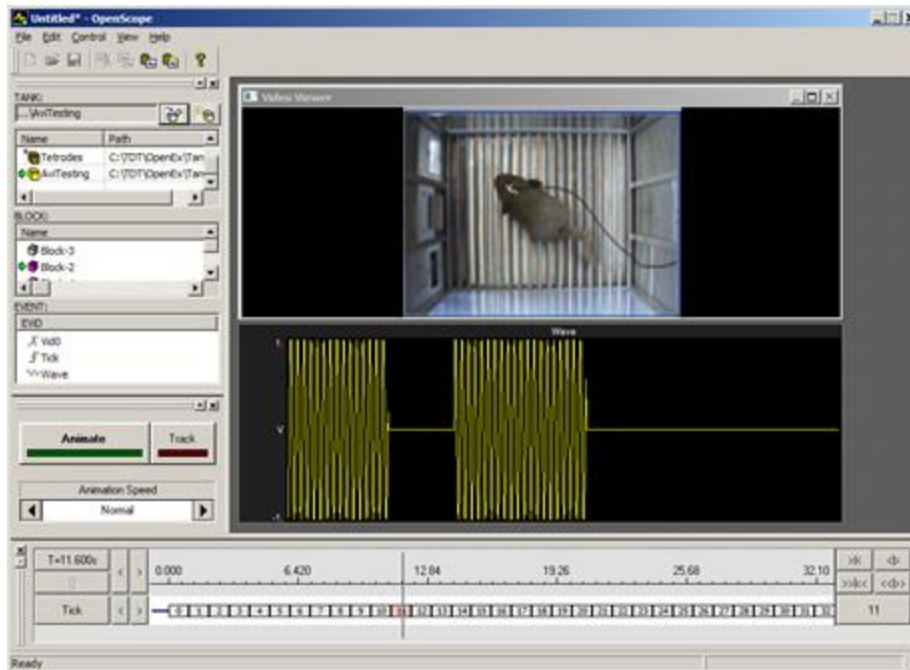 Untitled* - OpenScope
File Edit Control View Help
TANK:
...\AviTesting
Name Path
Tetrodes C:\TDT\OpenEx\Tan
AviTesting C:\TDT\OpenEx\Tan
BLOCK:
Name
Block-3
Block-2
EVENT:
EVID
Vid0
Tick
Wave
Animate Track
Animation Speed
Normal
Video Viewer
Wave
1
V
-1
T=11.600s
0.000 6.420 12.84 19.26 25.68 32.10
Tick
0 1 2 3 4 5 6 7 8 9 10 11 12 13 14 15 16 17 18 19 20 21 22 23 24 25 26 27 28 29 30 31 32
11
Ready